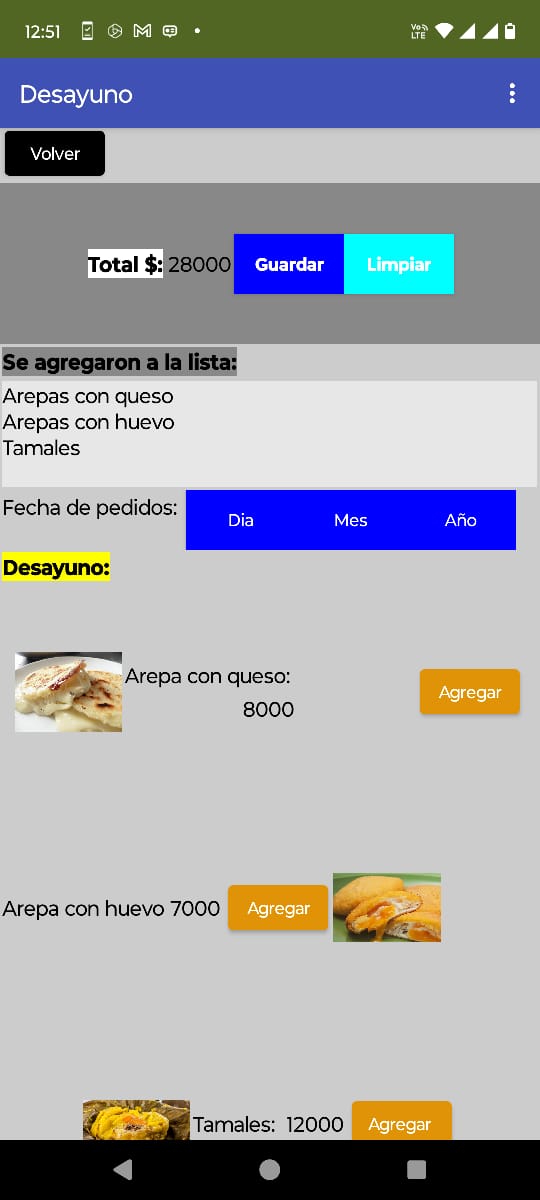 12:51
Vo LTE
Desayuno
Volver
Total $: 28000 Guardar Limpiar
Se agregaron a la lista:
Arepas con queso
Arepas con huevo
Tamales
Fecha de pedidos: Dia Mes Año
Desayuno:
Arepa con queso:
8000
Agregar
Arepa con huevo 7000 Agregar
Tamales: 12000 Agregar